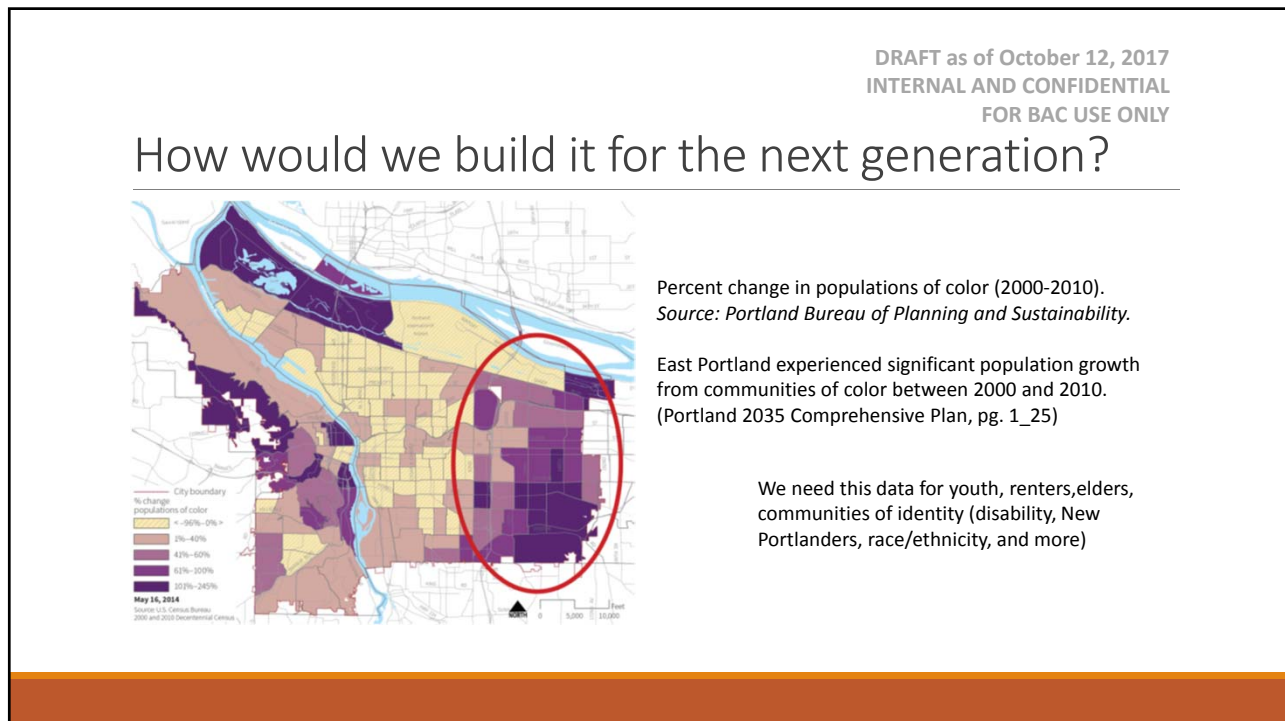 DRAFT as of October 12, 2017
INTERNAL AND CONFIDENTIAL
FOR BAC USE ONLY
How would we build it for the next generation?
Percent change in populations of color (2000-2010).
Source: Portland Bureau of Planning and Sustainability.
East Portland experienced significant population growth
from communities of color between 2000 and 2010.
(Portland 2035 Comprehensive Plan, pg. 1_25)
We need this data for youth, renters,elders,
communities of identity (disability, New
Portlanders, race/ethnicity, and more)
City boundary
% change
populations of color
< -96%-0% >
1%-40%
41%-60%
61%-100%
101%-245%
May 16, 2014
Source: U.S. Census Bureau
2000 and 2010 Decentennial Census
NORTH
Feet
0 5,000 10,000